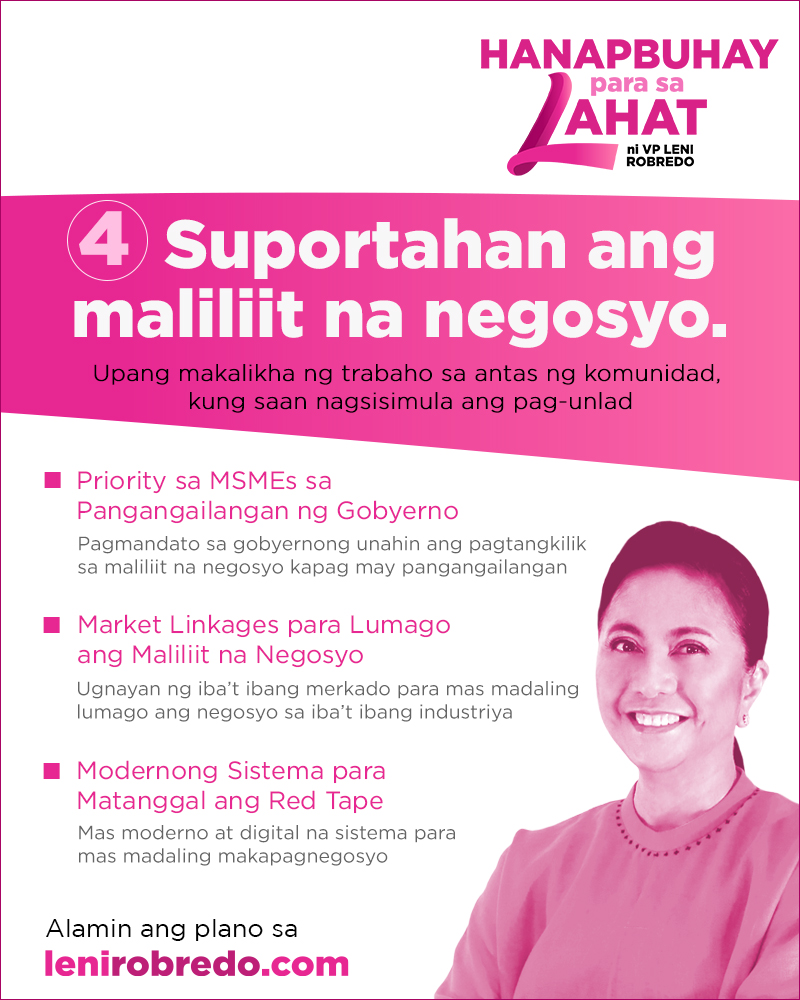 HANAPBUHAY
para sa
LAHAT
ni VP LENI
ROBREDO
4 Suportahan ang
maliliit na negosyo.
Upang makalikha ng trabaho sa antas ng komunidad,
kung saan nagsisimula ang pag-unlad
Priority sa MSMEs sa
Pangangailangan ng Gobyerno
Pagmandato sa gobyernong unahin ang pagtangkilik
sa maliliit na negosyo kapag may pangangailangan
Market Linkages para Lumago
ang Maliliit na Negosyo
Ugnayan ng iba’t ibang merkado para mas madaling
lumago ang negosyo sa iba’t ibang industriya
Modernong Sistema para
Matanggal ang Red Tape
Mas moderno at digital na sistema para
mas madaling makapagnegosyo
Alamin ang plano sa
lenirobredo.com